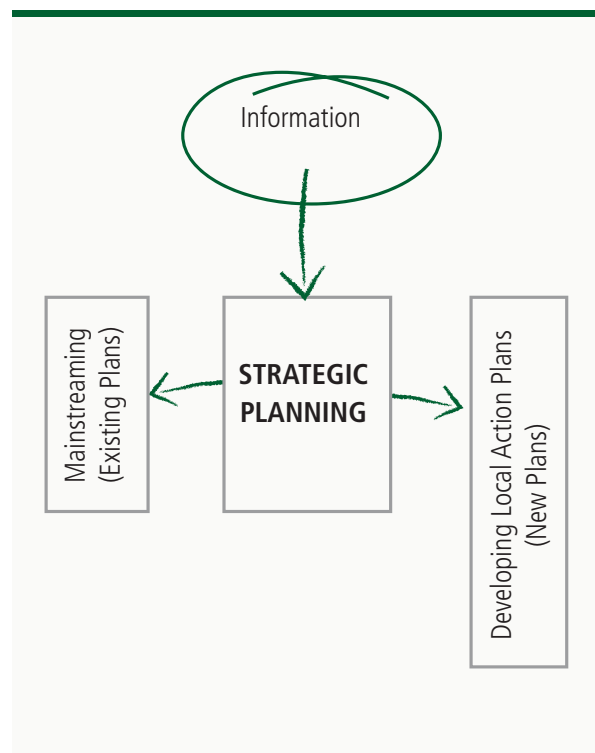 Information
Mainstreaming
(Existing Plans)
STRATEGIC
PLANNING
Developing Local Action Plans
(New Plans)